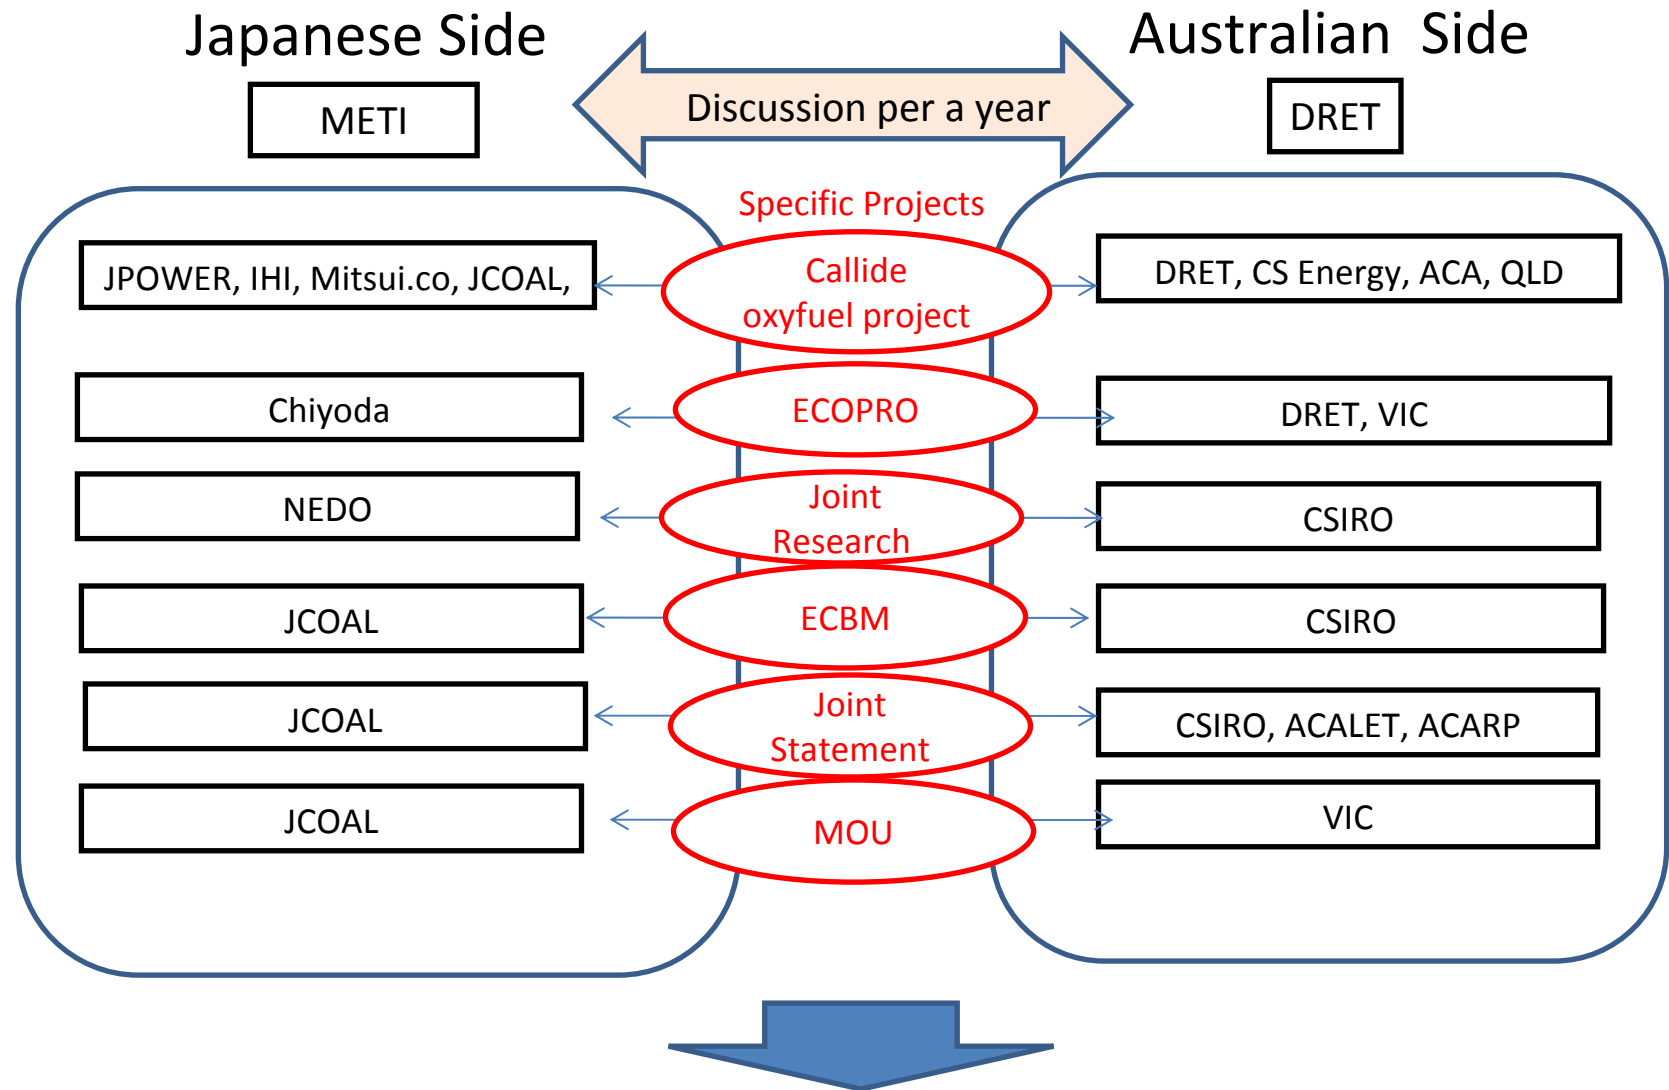 Japanese Side
Australian Side
METI
Discussion per a year
DRET
Specific Projects
JPOWER, IHI, Mitsui.co, JCOAL,
Callide
oxyfuel project
DRET, CS Energy, ACA, QLD
Chiyoda
ECOPRO
DRET, VIC
NEDO
Joint
Research
CSIRO
JCOAL
ECBM
CSIRO
JCOAL
Joint
Statement
CSIRO, ACALET, ACARP
JCOAL
MOU
VIC